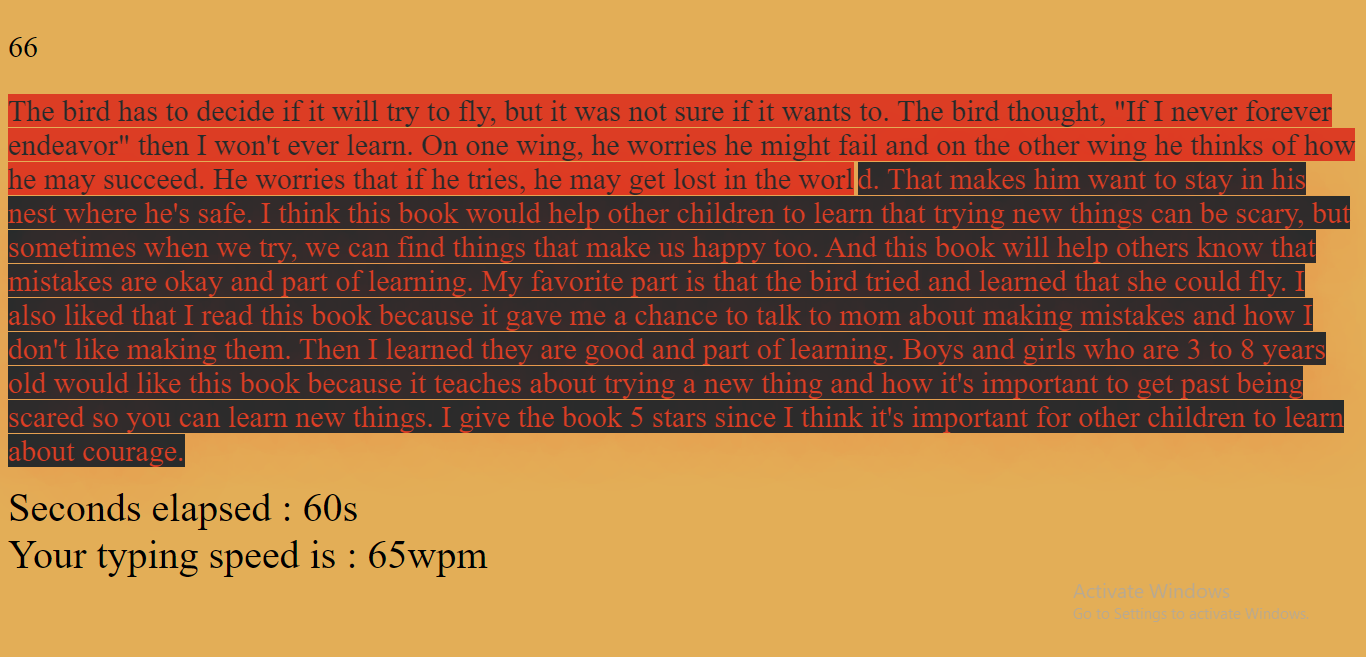 66
The bird has to decide if it will try to fly, but it was not sure if it wants to. The bird thought, "If I never forever
endeavor" then I won't ever learn. On one wing, he worries he might fail and on the other wing he thinks of how
he may succeed. He worries that if he tries, he may get lost in the world. That makes him want to stay in his
nest where he's safe. I think this book would help other children to learn that trying new things can be scary, but
sometimes when we try, we can find things that make us happy too. And this book will help others know that
mistakes are okay and part of learning. My favorite part is that the bird tried and learned that she could fly. I
also liked that I read this book because it gave me a chance to talk to mom about making mistakes and how I
don't like making them. Then I learned they are good and part of learning. Boys and girls who are 3 to 8 years
old would like this book because it teaches about trying a new thing and how it's important to get past being
scared so you can learn new things. I give the book 5 stars since I think it's important for other children to learn
about courage.
Seconds elapsed : 60s
Your typing speed is : 65wpm
Activate Windows
Go to Settings to activate Windows.